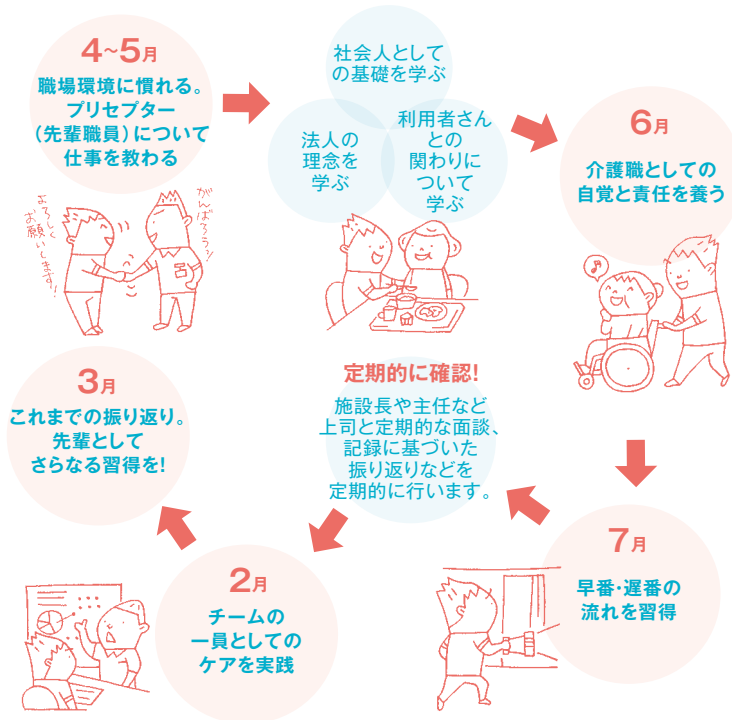 4〜5月
職場環境に慣れる。
プリセプター
（先輩職員）について
仕事を教わる
よろしく
お願いします!
がんばろう!
社会人として
の基礎を学ぶ
法人の
理念を
学ぶ
利用者さん
との
関わりに
ついて
学ぶ
6月
介護職としての
自覚と責任を養う
7月
早番・遅番の
流れを習得
定期的に確認!
施設長や主任など
上司と定期的な面談、
記録に基づいた
振り返りなどを
定期的に行います。
2月
チームの
一員としての
ケアを実践
3月
これまでの振り返り。
先輩として
さらなる習得を!